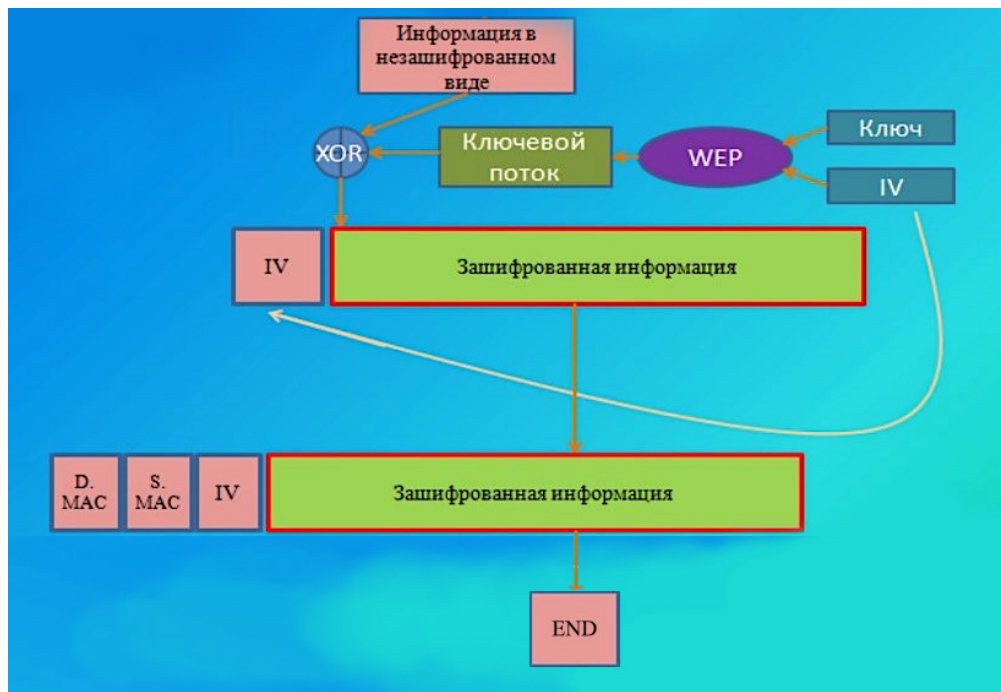 Информация в
незашифрованном
виде
XOR
Ключевой
поток
WEP
Ключ
IV
IV
Зашифрованная информация
D.
MAC
S.
MAC
IV
Зашифрованная информация
END